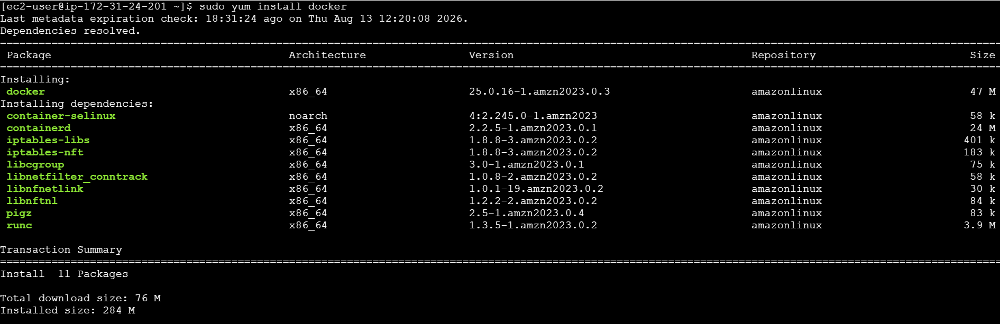 [ec2-user@ip-172-31-24-201 ~]$ sudo yum install docker
Last metadata expiration check: 18:31:24 ago on Thu Aug 13 12:20:08 2026.
Dependencies resolved.
Package Architecture Version Repository Size
Installing:
docker x86_64 25.0.16-1.amzn2023.0.3 amazonlinux 47 M
Installing dependencies:
container-selinux noarch 4:2.245.0-1.amzn2023 amazonlinux 58 k
containerd x86_64 2.2.5-1.amzn2023.0.1 amazonlinux 24 M
iptables-libs x86_64 1.8.8-3.amzn2023.0.2 amazonlinux 401 k
iptables-nft x86_64 1.8.8-3.amzn2023.0.2 amazonlinux 183 k
libcgroup x86_64 3.0-1.amzn2023.0.1 amazonlinux 75 k
libnetfilter_conntrack x86_64 1.0.8-2.amzn2023.0.2 amazonlinux 58 k
libnfnetlink x86_64 1.0.1-19.amzn2023.0.2 amazonlinux 30 k
libnftnl x86_64 1.2.2-2.amzn2023.0.2 amazonlinux 84 k
pigz x86_64 2.5-1.amzn2023.0.4 amazonlinux 83 k
runc x86_64 1.3.5-1.amzn2023.0.2 amazonlinux 3.9 M
Transaction Summary
Install 11 Packages
Total download size: 76 M
Installed size: 284 M